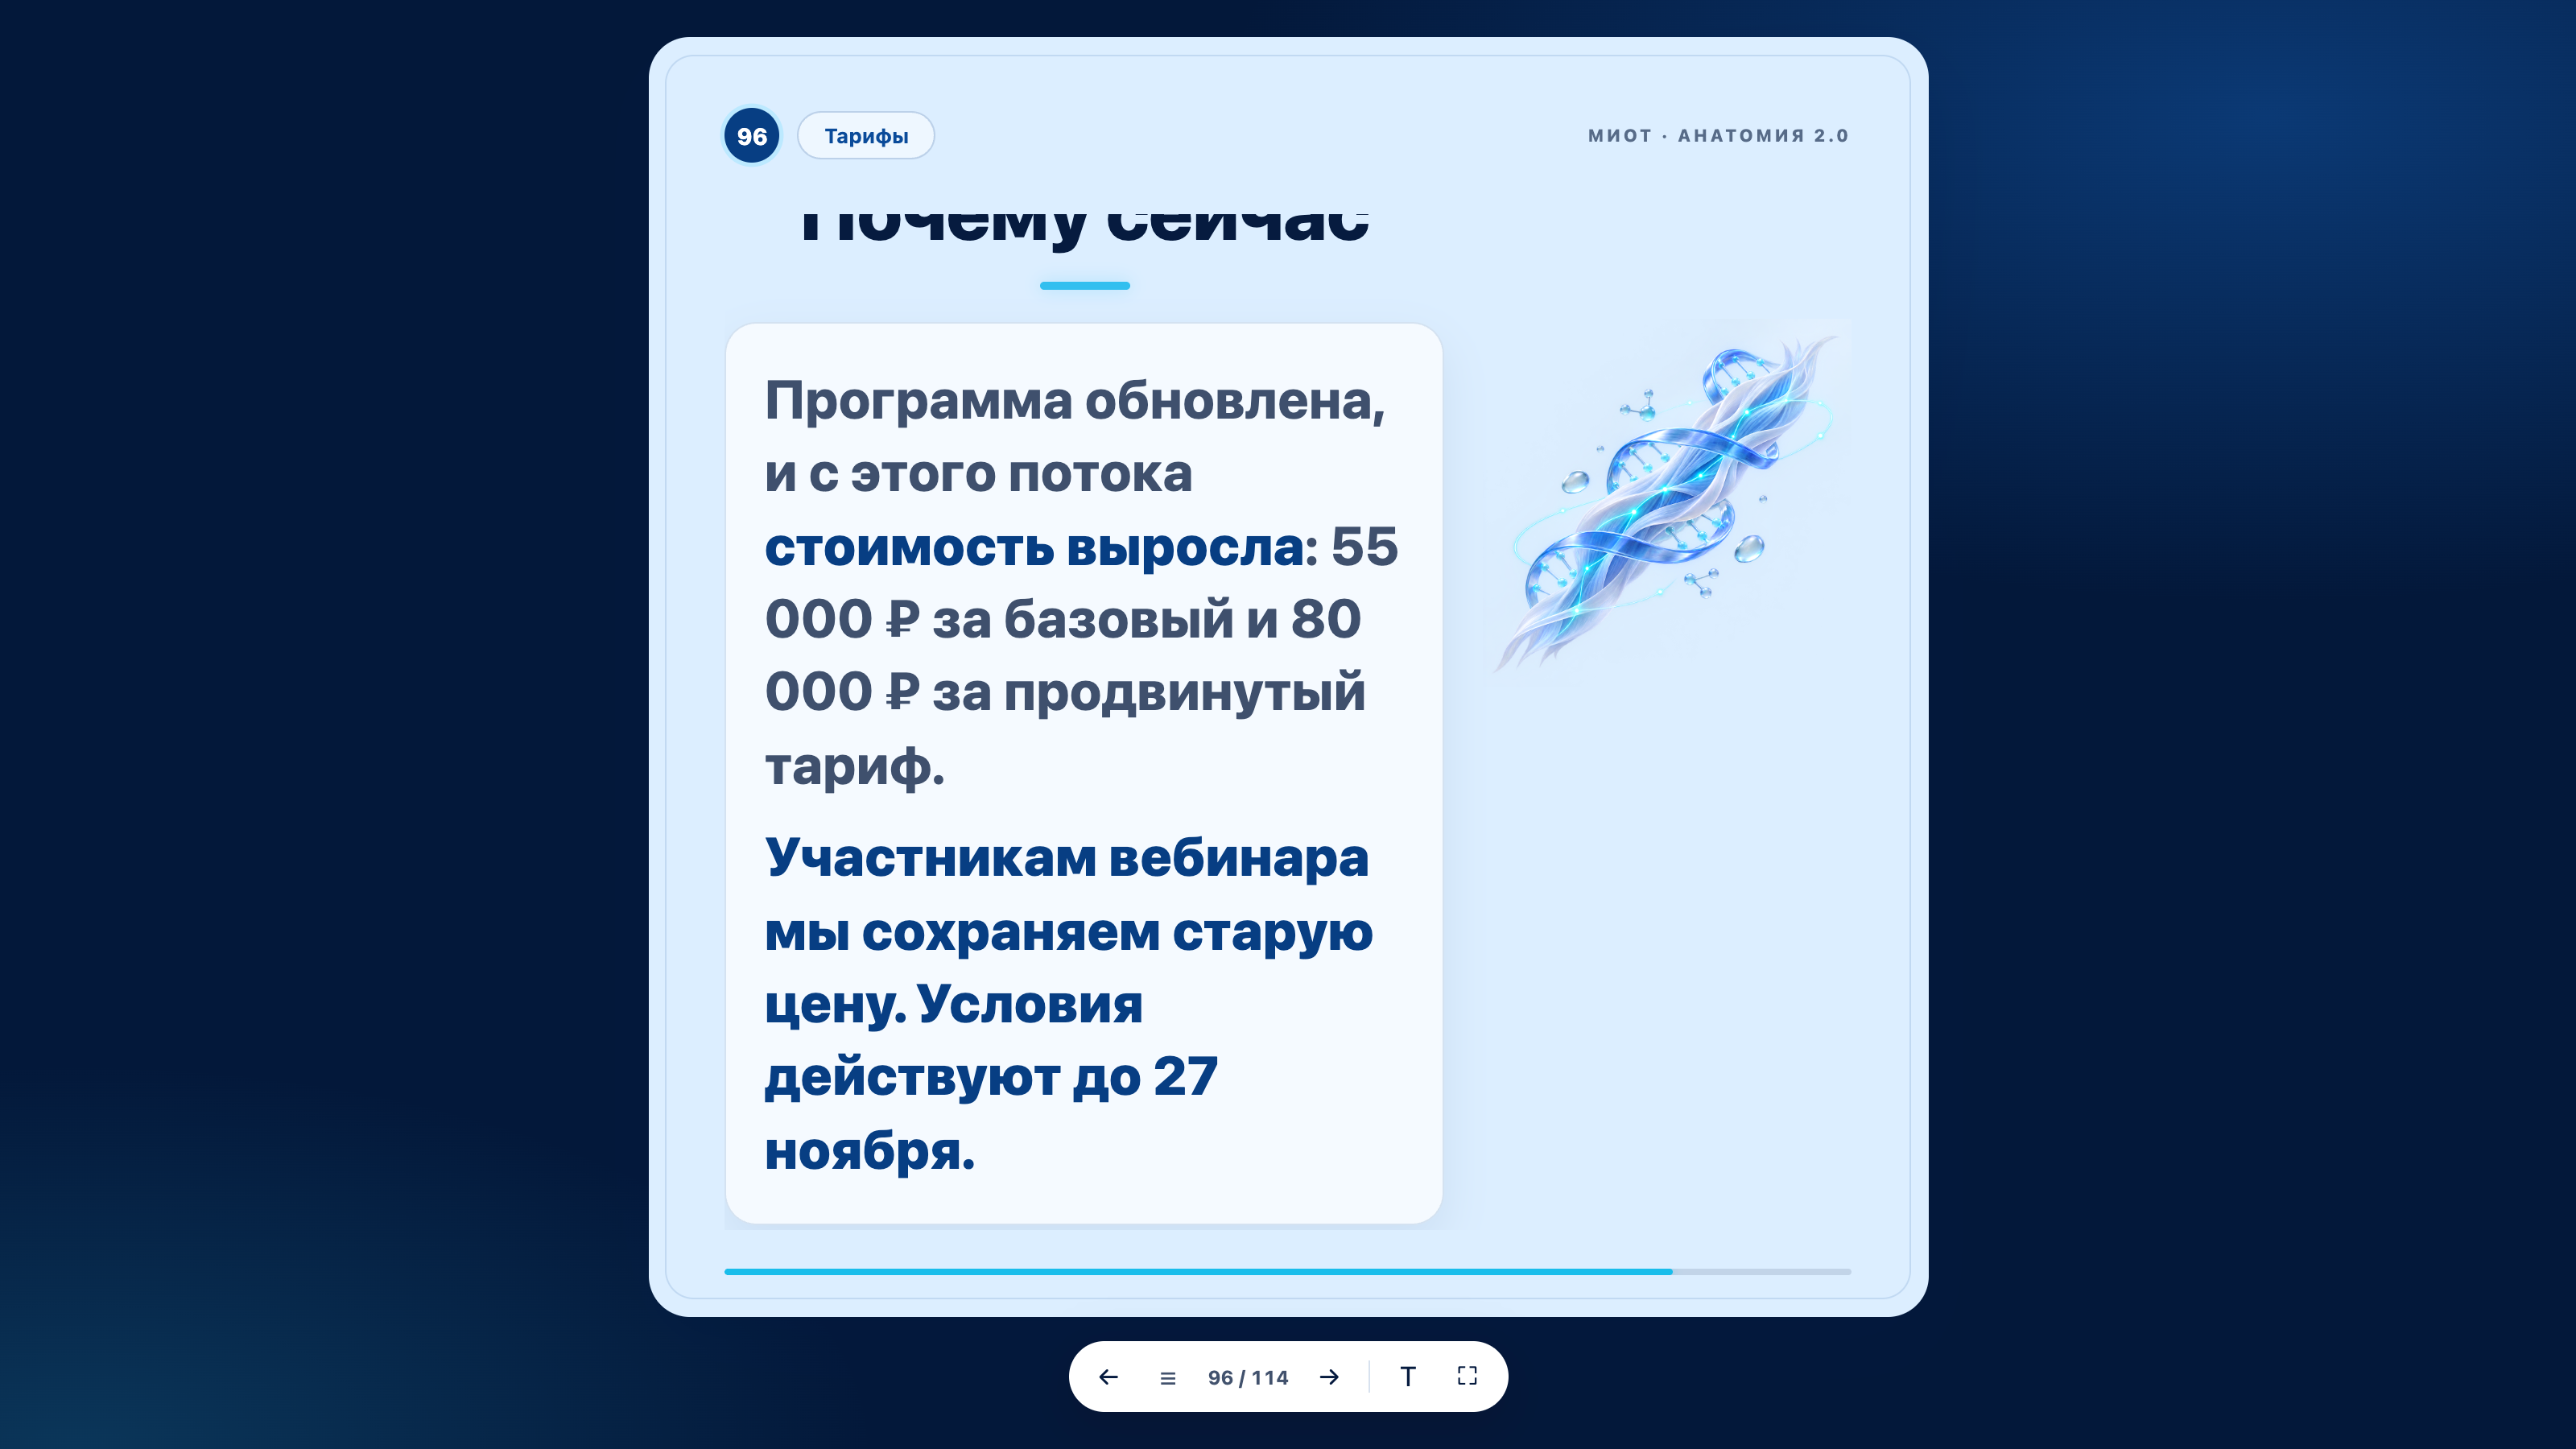 96
Тарифы
МИОТ · АНАТОМИЯ 2.0
Почему сейчас
Программа обновлена,
и с этого потока
стоимость выросла: 55
000 ₽ за базовый и 80
000 ₽ за продвинутый
тариф.
Участникам вебинара
мы сохраняем старую
цену. Условия
действуют до 27
ноября.
96 / 114
T